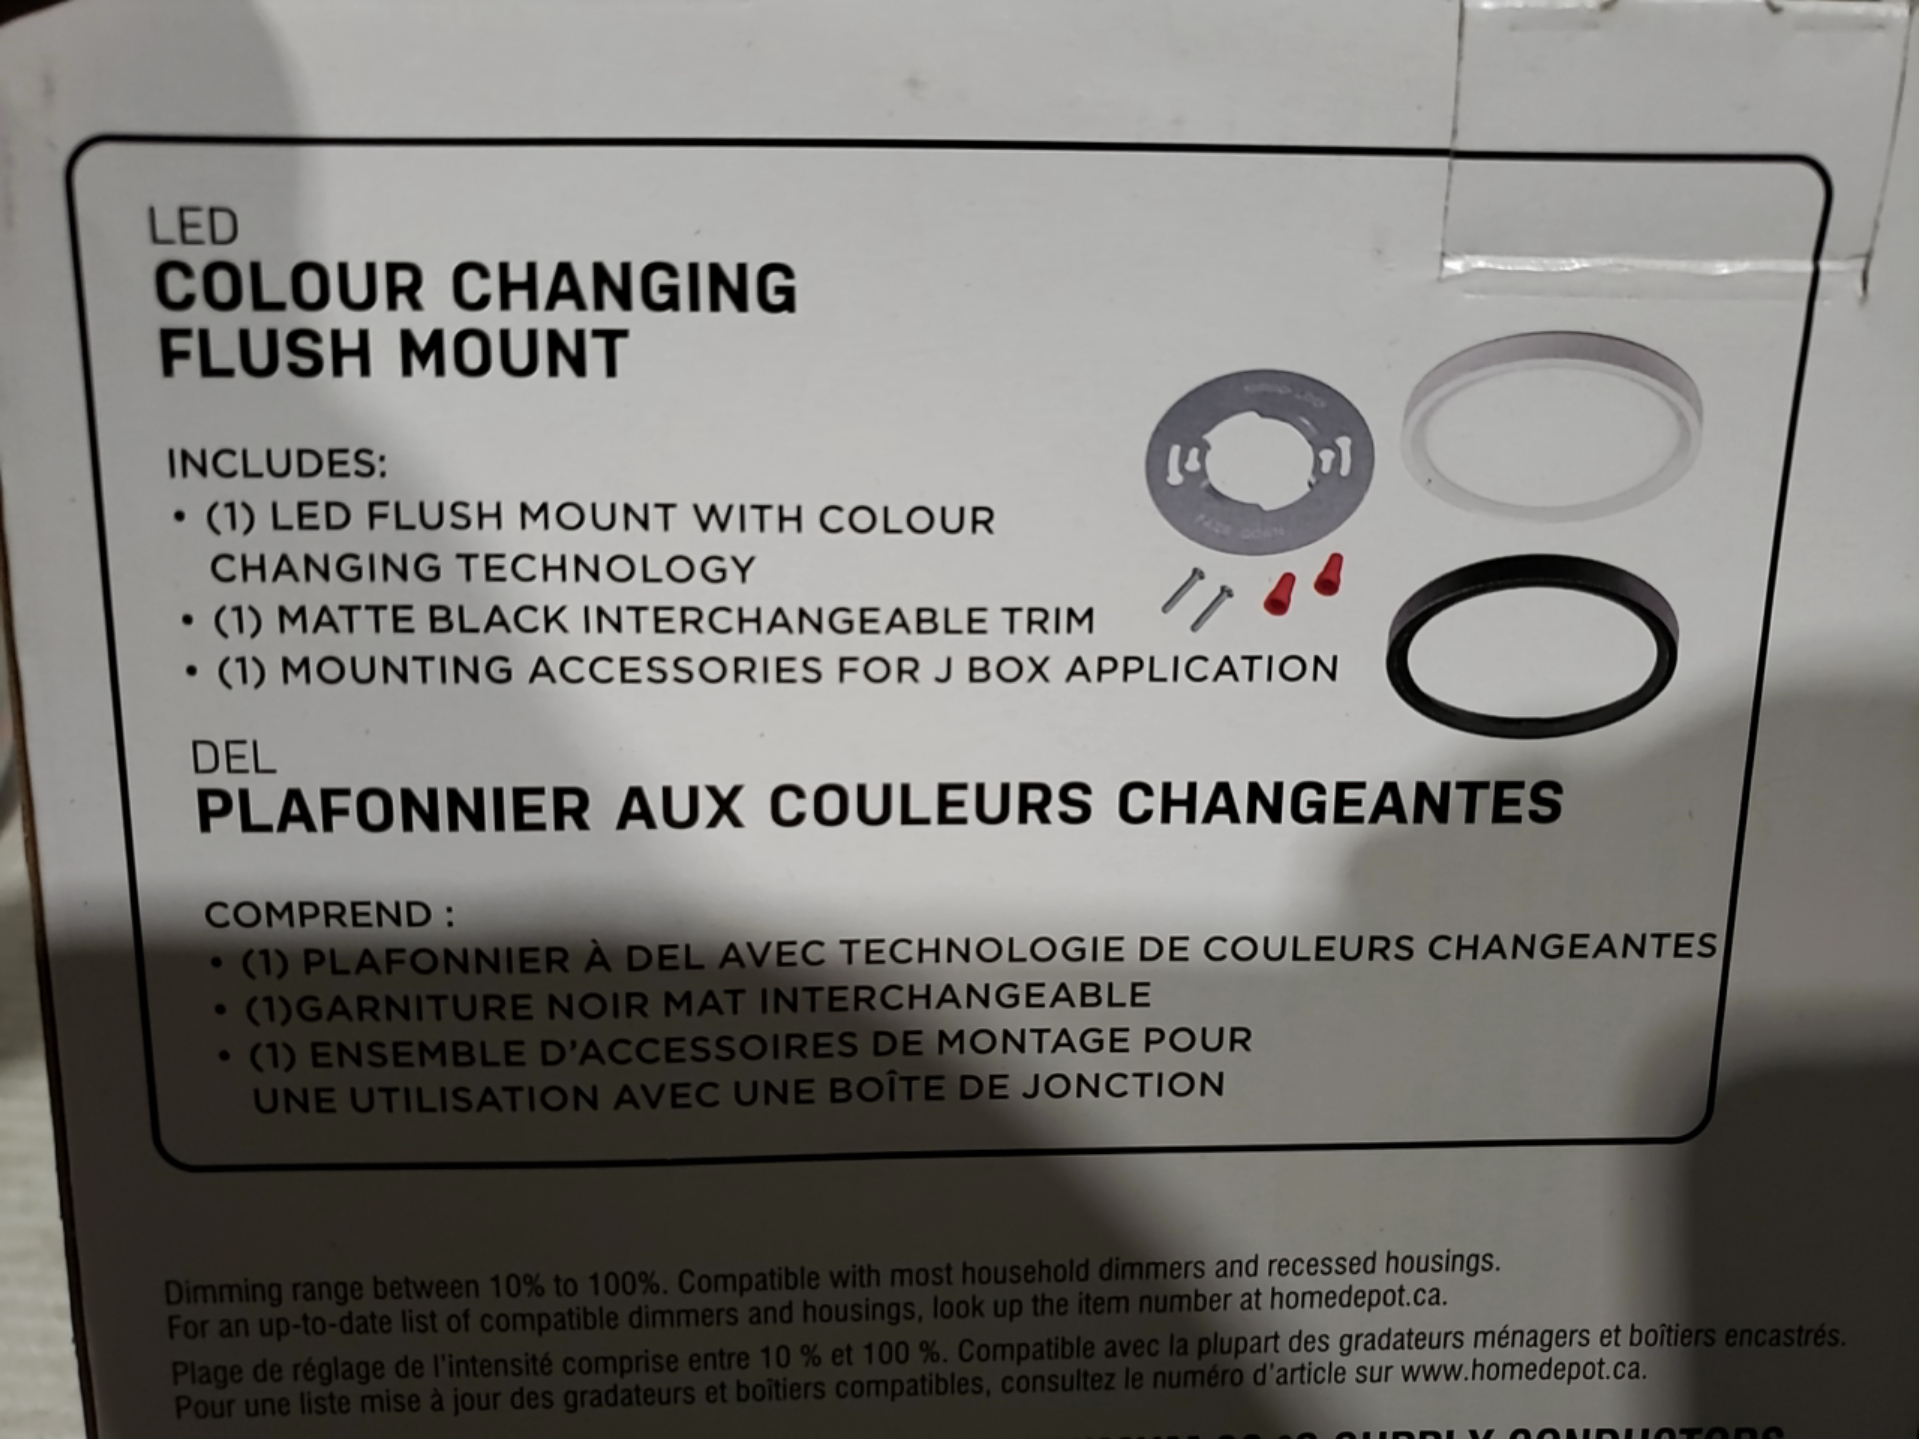 LED
COLOUR CHANGING
FLUSH MOUNT
INCLUDES:
• (1) LED FLUSH MOUNT WITH COLOUR
CHANGING TECHNOLOGY
• (1) MATTE BLACK INTERCHANGEABLE TRIM
• (1) MOUNTING ACCESSORIES FOR J BOX APPLICATION
DEL
PLAFONNIER AUX COULEURS CHANGEANTES
COMPREND :
• (1) PLAFONNIER À DEL AVEC TECHNOLOGIE DE COULEURS CHANGEANTES
• (1)GARNITURE NOIR MAT INTERCHANGEABLE
• (1) ENSEMBLE D'ACCESSOIRES DE MONTAGE POUR
UNE UTILISATION AVEC UNE BOÎTE DE JONCTION
Dimming range between 10% to 100%. Compatible with most household dimmers and recessed housings.
For an up-to-date list of compatible dimmers and housings, look up the item number at homedepot.ca.
Plage de réglage de l'intensité comprise entre 10 % et 100 %. Compatible avec la plupart des gradateurs ménagers et boîtiers encastrés.
Pour une liste mise à jour des gradateurs et boîtiers compatibles, consultez le numéro d'article sur www.homedepot.ca.
SUPPLY CONDUCTORS